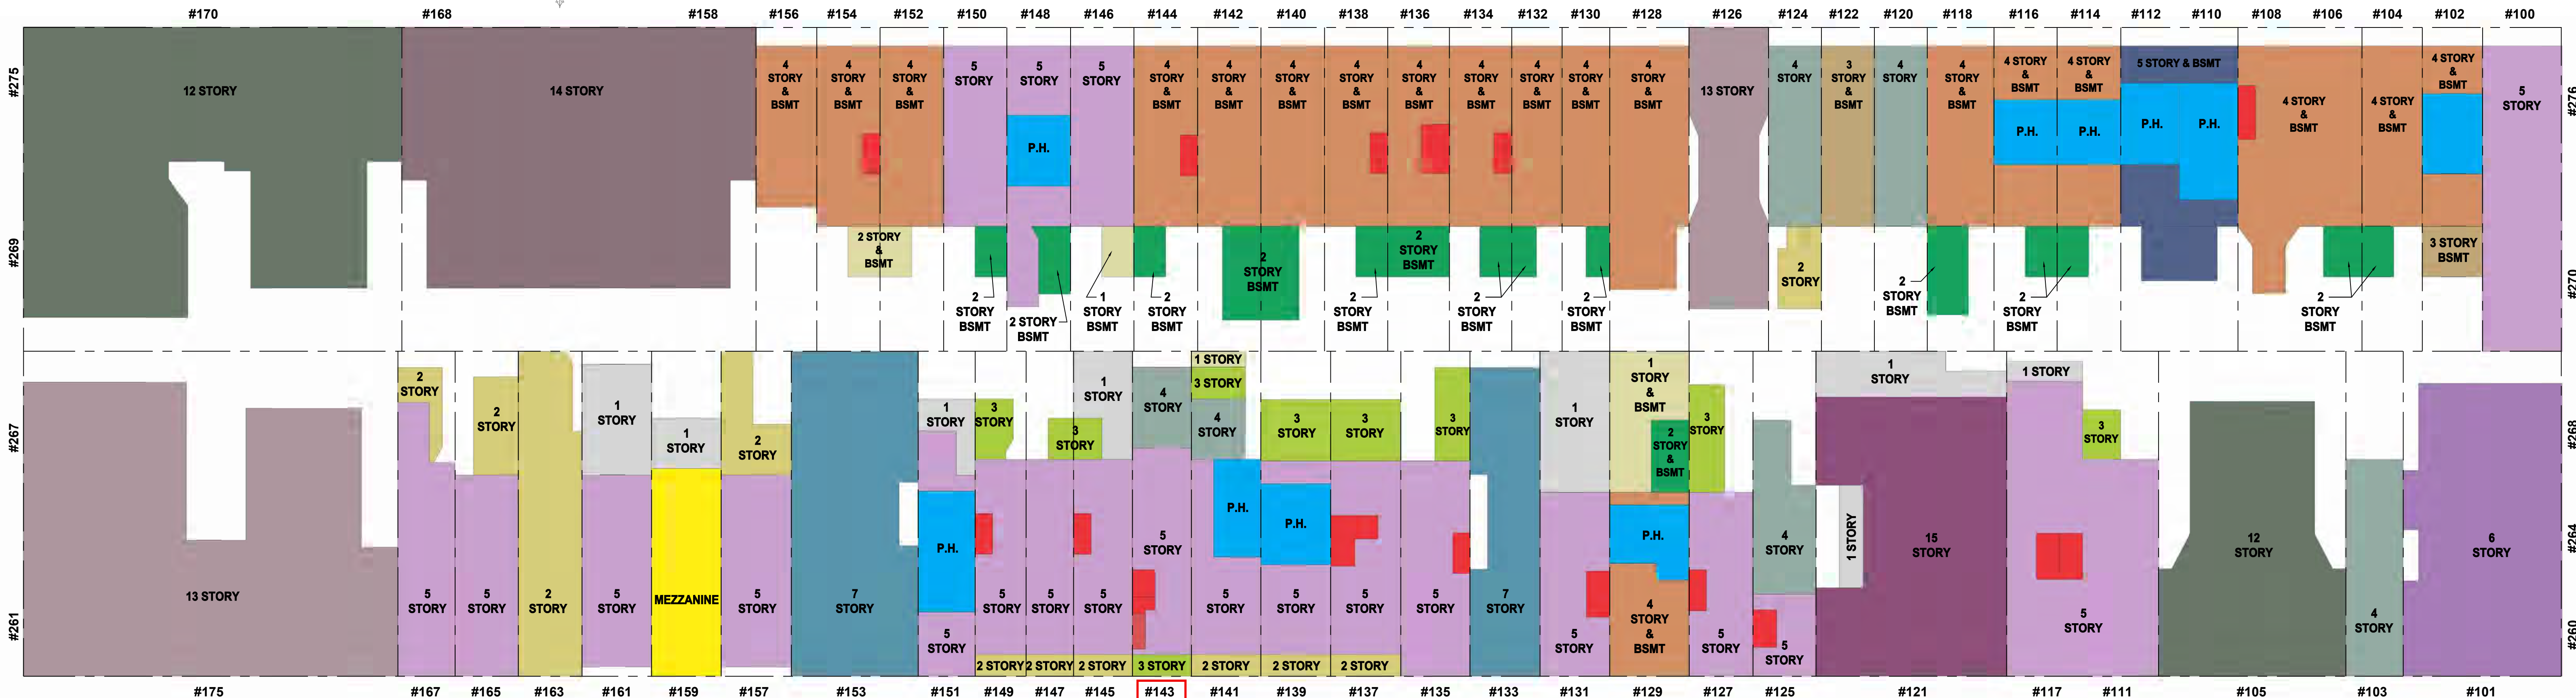 #170 #168 #158 #156 #154 #152 #150 #148 #146 #144 #142 #140 #138 #136 #134 #132 #130 #128 #126 #124 #122 #120 #118 #116 #114 #112 #110 #108 #106 #104 #102 #100
#275
#269
12 STORY
14 STORY
4
STORY
&
BSMT
4
STORY
&
BSMT
4
STORY
&
BSMT
5
STORY
5
STORY
5
STORY
4
STORY
&
BSMT
4
STORY
&
BSMT
4
STORY
&
BSMT
4
STORY
&
BSMT
4
STORY
&
BSMT
4
STORY
&
BSMT
4
STORY
&
BSMT
4
STORY
&
BSMT
4
STORY
&
BSMT
13 STORY
4
STORY
3
STORY
&
BSMT
4
STORY
4
STORY
&
BSMT
4 STORY
&
BSMT
4 STORY
&
BSMT
5 STORY & BSMT
4 STORY
&
BSMT
4 STORY
&
BSMT
4 STORY
&
BSMT
5
STORY
#276
#270
P.H.
P.H.
P.H.
P.H.
P.H.
2 STORY
&
BSMT
2
STORY
BSMT
2 STORY
BSMT
1
STORY
BSMT
2
STORY
BSMT
2
STORY
BSMT
2
STORY
BSMT
2
STORY
BSMT
2
STORY
BSMT
2
STORY
BSMT
2
STORY
2
STORY
BSMT
2
STORY
BSMT
2
STORY
BSMT
3 STORY
BSMT
#267
#261
13 STORY
2
STORY
5
STORY
2
STORY
5
STORY
2
STORY
1
STORY
5
STORY
1
STORY
MEZZANINE
2
STORY
5
STORY
7
STORY
1
STORY
P.H.
5
STORY
3
STORY
5
STORY
2 STORY
5
STORY
2 STORY
1
STORY
3
STORY
5
STORY
2 STORY
4
STORY
5
STORY
3 STORY
1 STORY
3 STORY
4
STORY
P.H.
5
STORY
2 STORY
3
STORY
P.H.
5
STORY
2 STORY
3
STORY
5
STORY
2 STORY
3
STORY
5
STORY
7
STORY
1
STORY
5
STORY
1
STORY
&
BSMT
2
STORY
&
BSMT
P.H.
4
STORY
&
BSMT
3
STORY
5
STORY
4
STORY
5
STORY
1
STORY
1 STORY
15
STORY
1 STORY
3
STORY
5
STORY
12
STORY
4
STORY
6
STORY
#268
#264
#260
#175 #167 #165 #163 #161 #159 #157 #153 #151 #149 #147 #145 #143 #141 #139 #137 #135 #133 #131 #129 #127 #125 #121 #117 #111 #105 #103 #101